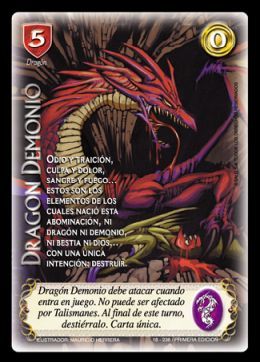 5
0
Dragón
DRAGON DEMONIO
ODIO Y TRAICIÓN,
CULPA Y DOLOR,
SANGRE Y FUEGO...
ESTOS SON LOS
ELEMENTOS DE LOS
CUALES NACIÓ ESTA
ABOMINACIÓN, NI
DRAGÓN NI DEMONIO,
NI BESTIA NI DIOS,..
CON UNA ÚNICA
INTENCIÓN: DESTRUIR.
Dragón Demonio debe atacar cuando
entra en juego. No puede ser afectado
por Talismanes. Al final de este turno,
destiérralo. Carta única.
ILUSTRADOR: MAURICIO HERRERA 16 - 236 / PRIMERA EDICIÓN